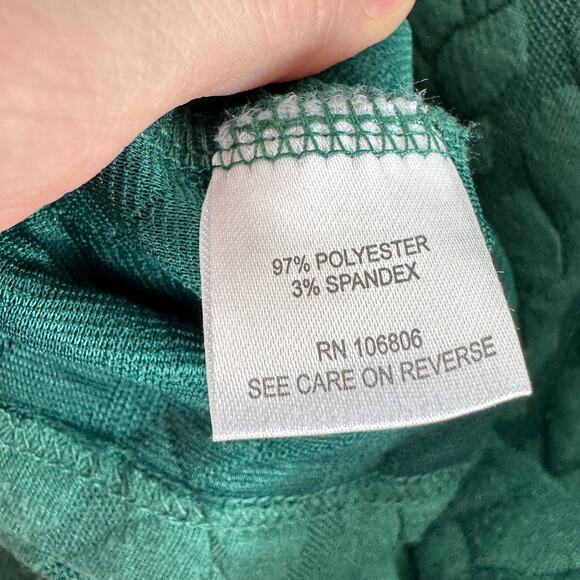 97% POLYESTER
3% SPANDEX
RN 106806
SEE CARE ON REVERSE